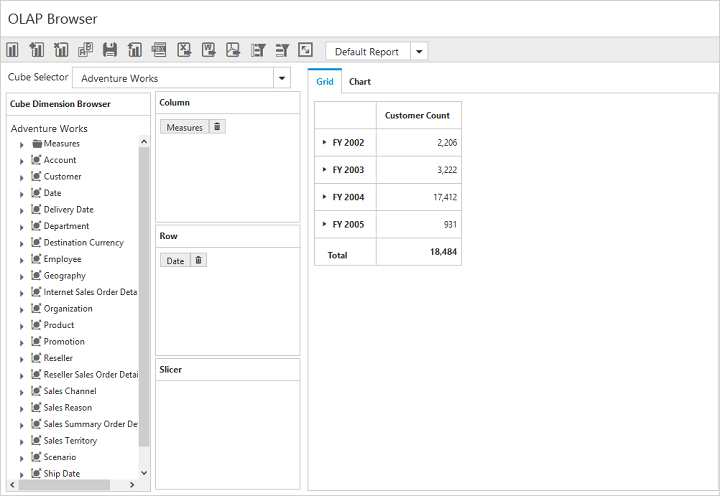 OLAP Browser
Default Report
Cube Selector
Adventure Works
Cube Dimension Browser
Adventure Works
Measures
Account
Customer
Date
Delivery Date
Department
Destination Currency
Employee
Geography
Internet Sales Order Deta
Organization
Product
Promotion
Reseller
Reseller Sales Order Detai
Sales Channel
Sales Reason
Sales Summary Order De
Sales Territory
Scenario
Ship Date
Column
Measures
Row
Date
Slicer
Grid Chart
Customer Count
FY 2002 2,206
FY 2003 3,222
FY 2004 17,412
FY 2005 931
Total 18,484